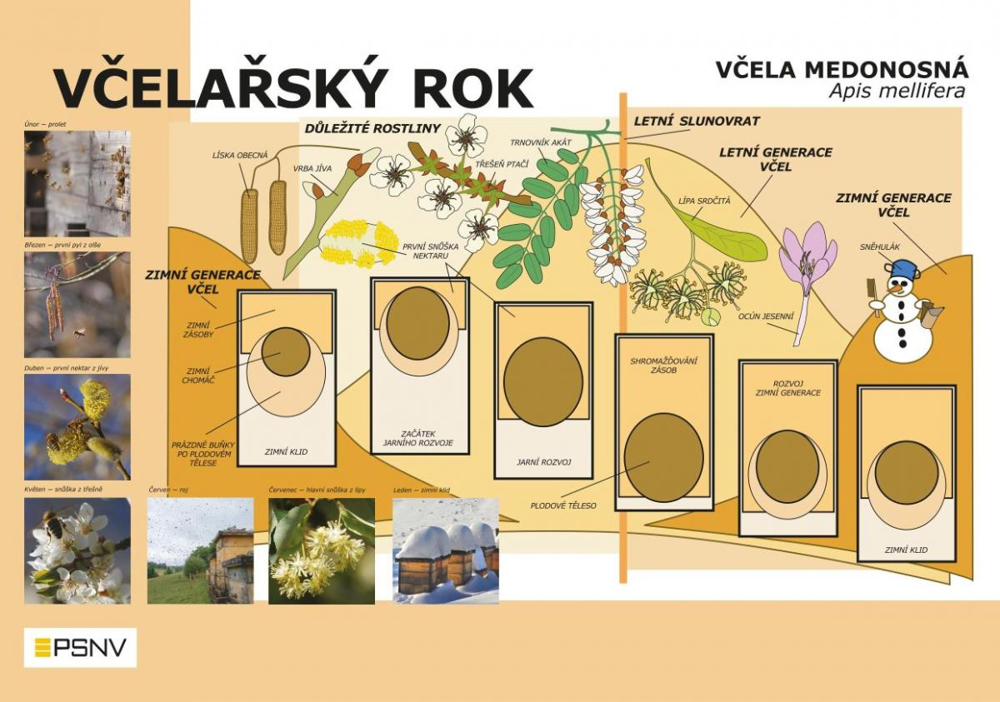 VČELAŘSKÝ ROK
VČELA MEDONOSNÁ
Apis mellifera
Únor — prolet
Březen — první pyl z olše
Duben — první nektar z jívy
Květen — snůška z třešně
Červen — roj
Červenec — hlavní snůška z lípy
Leden — zimní klid
DŮLEŽITÉ ROSTLINY
LÍSKA OBECNÁ
VRBA JÍVA
TŘEŠEŇ PTAČÍ
TRNOVNÍK AKÁT
LETNÍ SLUNOVRAT
LETNÍ GENERACE
VČEL
ZIMNÍ GENERACE
VČEL
LÍPA SRDČITÁ
SNĚHULÁK
OCÚN JESENNÍ
PRVNÍ SNŮŠKA
NEKTARU
ZIMNÍ GENERACE
VČEL
ZIMNÍ
ZÁSOBY
ZIMNÍ
CHOMÁČ
PRÁZDNÉ BUŇKY
PO PLODOVÉM
TĚLESE
ZIMNÍ KLID
ZAČÁTEK
JARNÍHO ROZVOJE
JARNÍ ROZVOJ
SHROMAŽĎOVÁNÍ
ZÁSOB
PLODOVÉ TĚLESO
ROZVOJ
ZIMNÍ GENERACE
ZIMNÍ KLID
PSNV